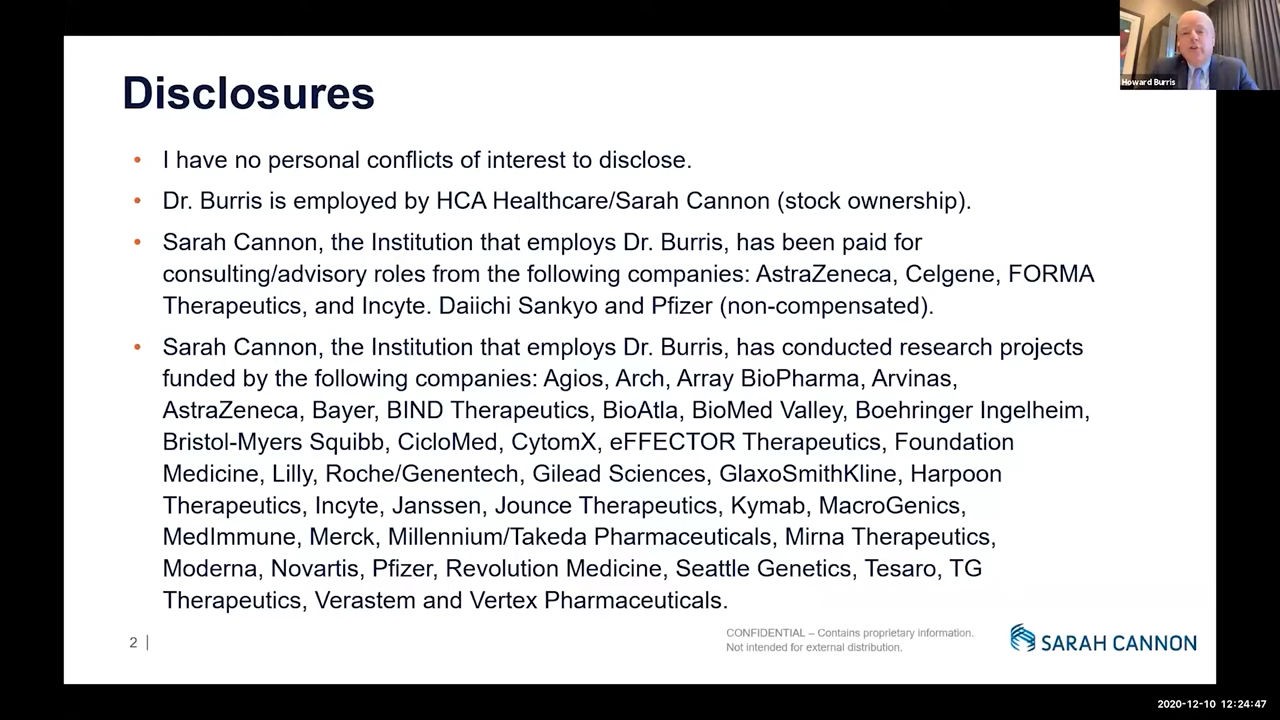 Disclosures
Howard Burris
• I have no personal conflicts of interest to disclose.
• Dr. Burris is employed by HCA Healthcare/Sarah Cannon (stock ownership).
• Sarah Cannon, the Institution that employs Dr. Burris, has been paid for
consulting/advisory roles from the following companies: AstraZeneca, Celgene, FORMA
Therapeutics, and Incyte. Daiichi Sankyo and Pfizer (non-compensated).
• Sarah Cannon, the Institution that employs Dr. Burris, has conducted research projects
funded by the following companies: Agios, Arch, Array BioPharma, Arvinas,
AstraZeneca, Bayer, BIND Therapeutics, BioAtla, BioMed Valley, Boehringer Ingelheim,
Bristol-Myers Squibb, CicloMed, CytomX, eFFECTOR Therapeutics, Foundation
Medicine, Lilly, Roche/Genentech, Gilead Sciences, GlaxoSmithKline, Harpoon
Therapeutics, Incyte, Janssen, Jounce Therapeutics, Kymab, MacroGenics,
MedImmune, Merck, Millennium/Takeda Pharmaceuticals, Mirna Therapeutics,
Moderna, Novartis, Pfizer, Revolution Medicine, Seattle Genetics, Tesaro, TG
Therapeutics, Verastem and Vertex Pharmaceuticals.
2 |
CONFIDENTIAL – Contains proprietary information.
Not intended for external distribution.
SARAH CANNON
2020-12-10 12:24:47